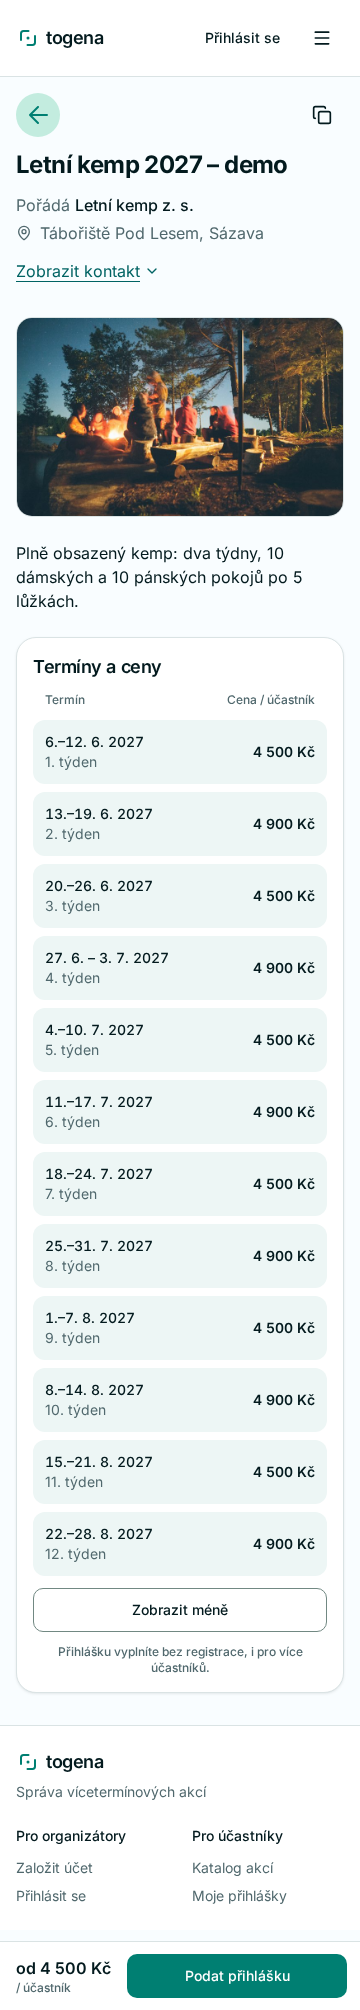 togena
Přihlásit se
Letní kemp 2027 – demo
Pořádá Letní kemp z. s.
Tábořiště Pod Lesem, Sázava
Zobrazit kontakt
Plně obsazený kemp: dva týdny, 10
dámských a 10 pánských pokojů po 5
lůžkách.
Termíny a ceny
Termín Cena / účastník
6.–12. 6. 2027
1. týden
4 500 Kč
13.–19. 6. 2027
2. týden
4 900 Kč
20.–26. 6. 2027
3. týden
4 500 Kč
27. 6. – 3. 7. 2027
4. týden
4 900 Kč
4.–10. 7. 2027
5. týden
4 500 Kč
11.–17. 7. 2027
6. týden
4 900 Kč
18.–24. 7. 2027
7. týden
4 500 Kč
25.–31. 7. 2027
8. týden
4 900 Kč
1.–7. 8. 2027
9. týden
4 500 Kč
8.–14. 8. 2027
10. týden
4 900 Kč
15.–21. 8. 2027
11. týden
4 500 Kč
22.–28. 8. 2027
12. týden
4 900 Kč
Zobrazit méně
Přihlášku vyplníte bez registrace, i pro více
účastníků.
togena
Správa vícetermínových akcí
Pro organizátory
Založit účet
Přihlásit se
Pro účastníky
Katalog akcí
Moje přihlášky
od 4 500 Kč
/ účastník
Podat přihlášku